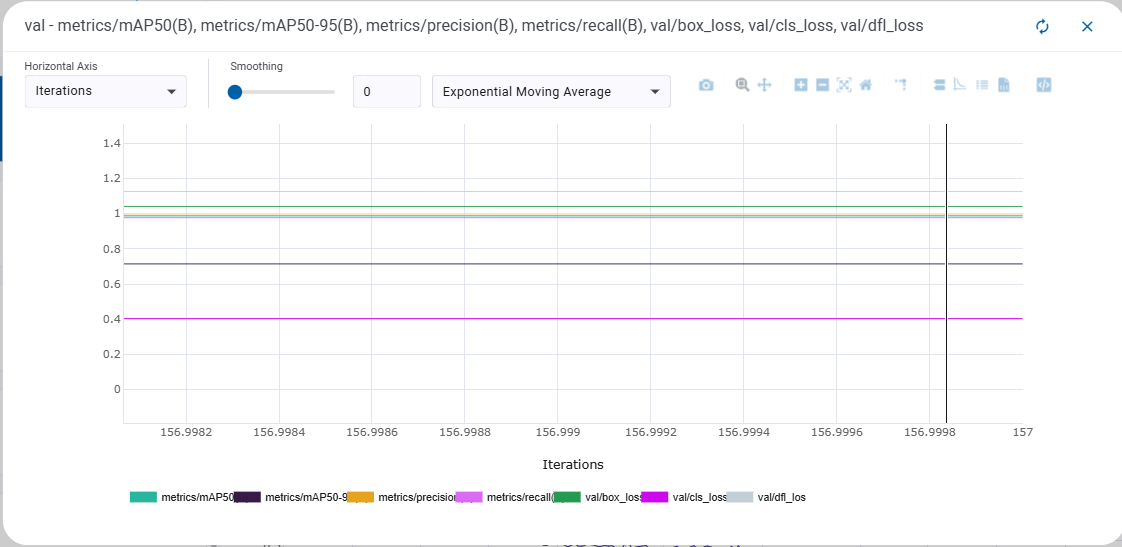 val - metrics/mAP50(B), metrics/mAP50-95(B), metrics/precision(B), metrics/recall(B), val/box_loss, val/cls_loss, val/dfl_loss
Horizontal Axis
Smoothing
Iterations
0
Exponential Moving Average
1.4
1.2
1
0.8
0.6
0.4
0.2
0
156.9982 156.9984 156.9986 156.9988 156.999 156.9992 156.9994 156.9996 156.9998 157
Iterations
metrics/mAP50 metrics/mAP50-9 metrics/precision metrics/recall( val/box_loss val/cls_loss val/dfl_los